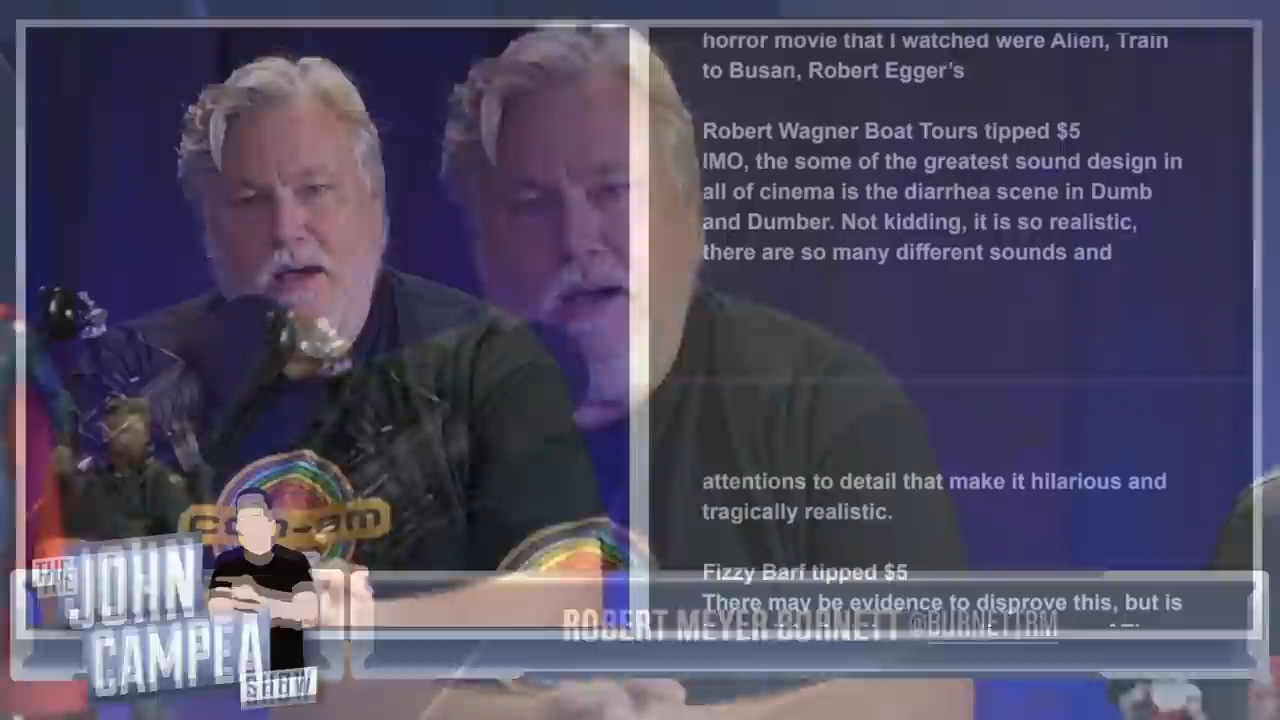 horror movie that I watched were Alien, Train
to Busan, Robert Egger's
Robert Wagner Boat Tours tipped $5
IMO, the some of the greatest sound design in
all of cinema is the diarrhea scene in Dumb
and Dumber. Not kidding, it is so realistic,
there are so many different sounds and
attentions to detail that make it hilarious and
tragically realistic.
Fizzy Barf tipped $5
There may be evidence to disprove this, but is
con-am
ROBERT MEYER BURNETT @BURNETTRM
THE
JOHN
CAMPEA
SHOW